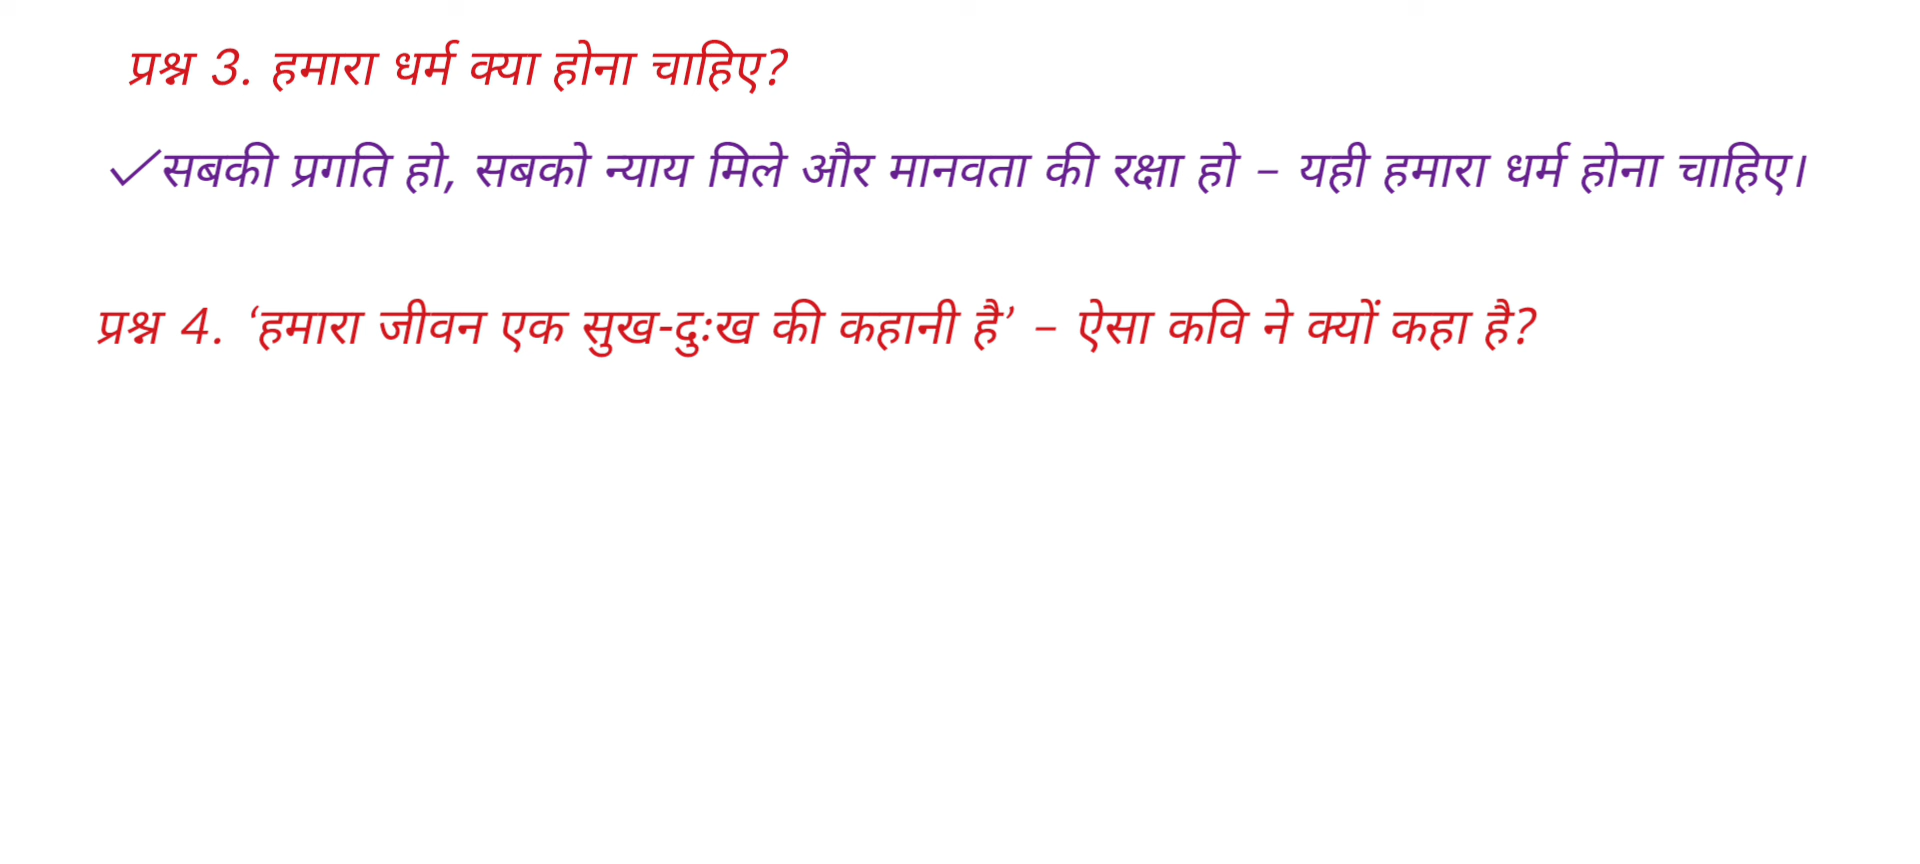 प्रश्न 3. हमारा धर्म क्या होना चाहिए?
✓सबकी प्रगति हो, सबको न्याय मिले और मानवता की रक्षा हो – यही हमारा धर्म होना चाहिए।
प्रश्न 4. ‘हमारा जीवन एक सुख-दुःख की कहानी है’ – ऐसा कवि ने क्यों कहा है?